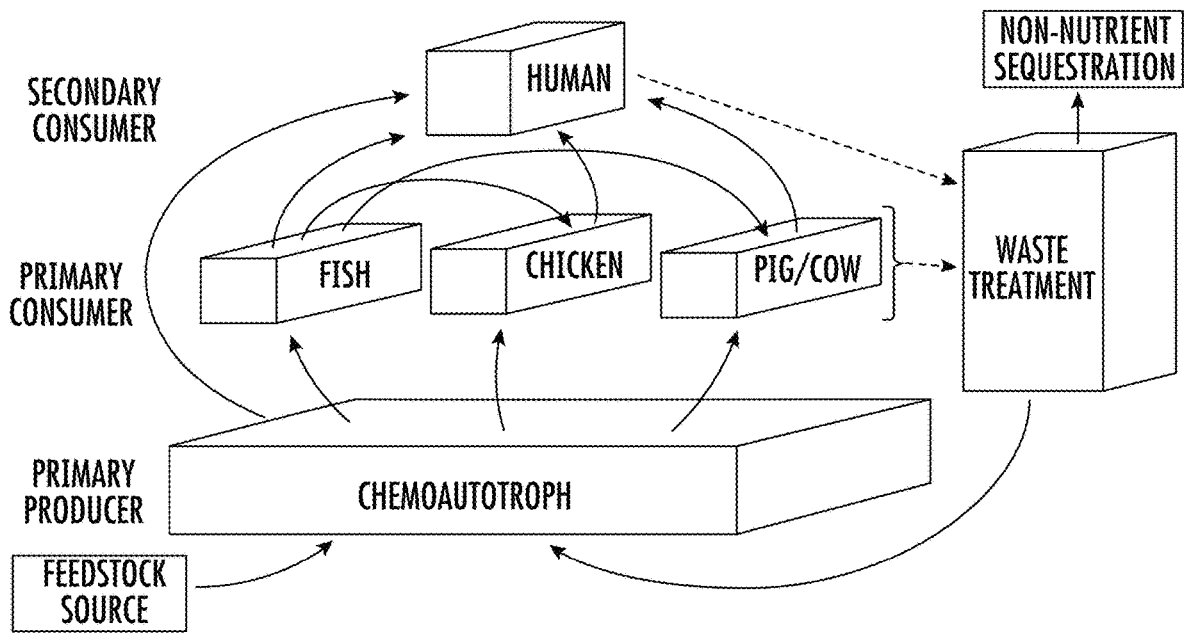 NON-NUTRIENT
SEQUESTRATION
SECONDARY
CONSUMER
HUMAN
PRIMARY
CONSUMER
FISH
CHICKEN
PIG/COW
WASTE
TREATMENT
PRIMARY
PRODUCER
CHEMOAUTOTROPH
FEEDSTOCK
SOURCE